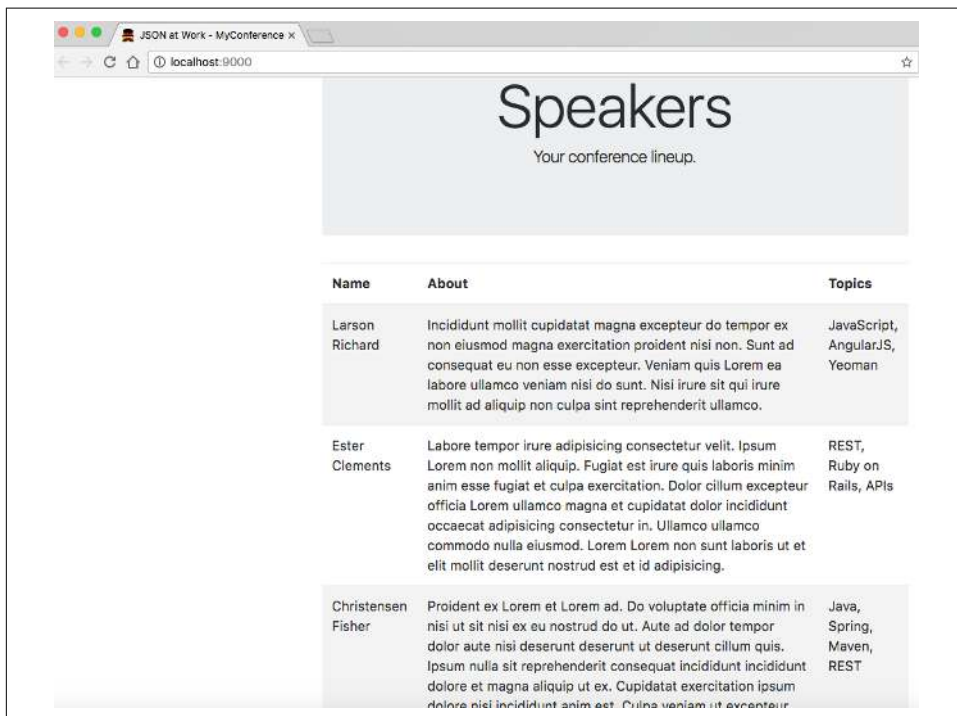 JSON at Work - MyConference ×
localhost:9000
Speakers
Your conference lineup.
Name About Topics
Larson Richard
Incididunt mollit cupidatat magna excepteur do tempor ex
non eiusmod magna exercitation proident nisi non. Sunt ad
consequat eu non esse excepteur. Veniam quis Lorem ea
labore ullamco veniam nisi do sunt. Nisi irure sit qui irure
mollit ad aliquip non culpa sint reprehenderit ullamco.
JavaScript,
AngularJS,
Yeoman
Ester
Clements
Labore tempor irure adipisicing consectetur velit. Ipsum
Lorem non mollit aliquip. Fugiat est irure quis laboris minim
anim esse fugiat et culpa exercitation. Dolor cillum excepteur
officia Lorem ullamco magna et cupidatat dolor incididunt
occaecat adipisicing consectetur in. Ullamco ullamco
commodo nulla eiusmod. Lorem Lorem non sunt laboris ut et
elit mollit deserunt nostrud est et id adipisicing.
REST,
Ruby on
Rails, APIs
Christensen
Fisher
Proident ex Lorem et Lorem ad. Do voluptate officia minim in
nisi ut sit nisi ex eu nostrud do ut. Aute ad dolor tempor
dolor aute nisi deserunt deserunt ut deserunt cillum quis.
Ipsum nulla sit reprehenderit consequat incididunt incididunt
dolore et magna aliquip ut ex. Cupidatat exercitation ipsum
dolore nisi incididunt anim est. Culpa veniam ut excepteur
Java,
Spring,
Maven,
REST